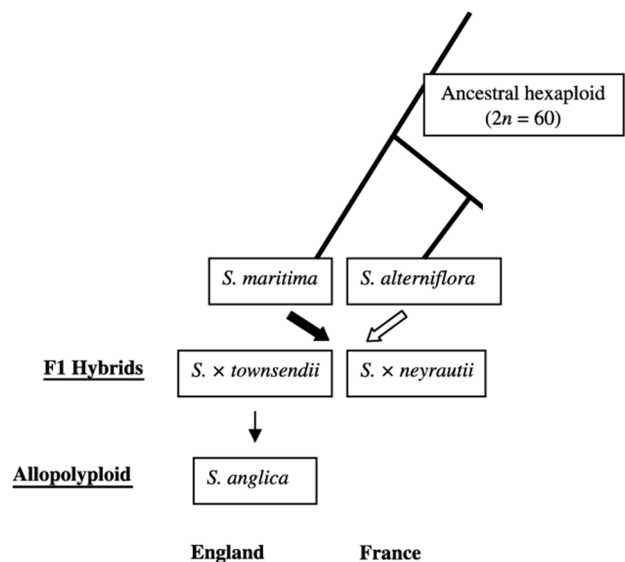 Ancestral hexaploid
(2n = 60)
S. maritima
S. alterniflora
F1 Hybrids
S. × townsendii
S. × neyrautii
Allopolyploid
S. anglica
England
France